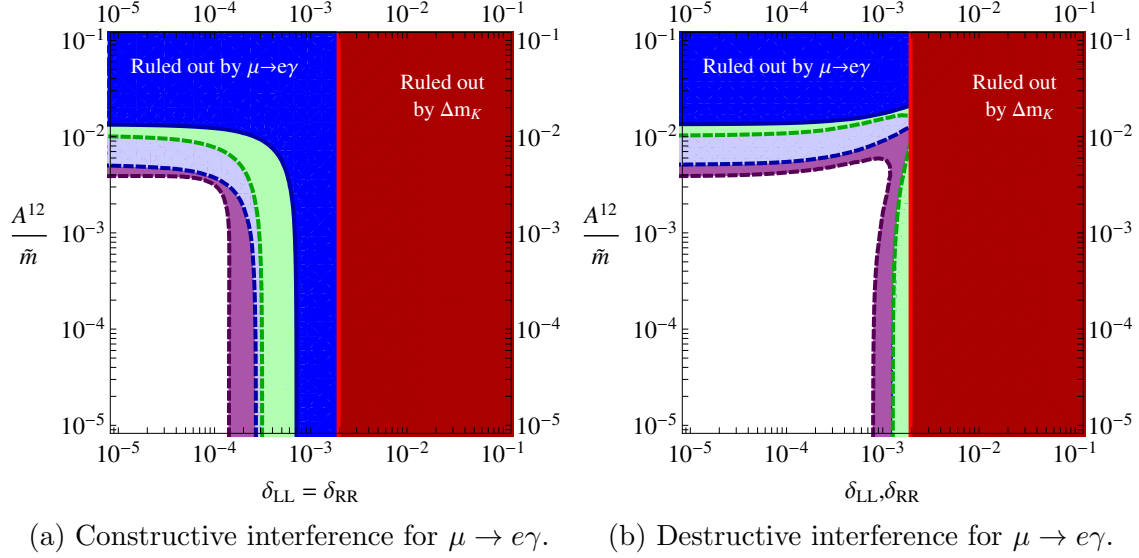 10⁻⁵ 10⁻⁴ 10⁻³ 10⁻² 10⁻¹
10⁻¹ 10⁻¹
Ruled out by μ→eγ
Ruled out
by Δm_K
10⁻² 10⁻²
A¹²
m̃
10⁻³ 10⁻³
10⁻⁴ 10⁻⁴
10⁻⁵ 10⁻⁵
10⁻⁵ 10⁻⁴ 10⁻³ 10⁻² 10⁻¹
δ_LL = δ_RR
(a) Constructive interference for μ → eγ.
10⁻⁵ 10⁻⁴ 10⁻³ 10⁻² 10⁻¹
10⁻¹ 10⁻¹
Ruled out by μ→eγ
Ruled out
by Δm_K
10⁻² 10⁻²
A¹²
m̃
10⁻³ 10⁻³
10⁻⁴ 10⁻⁴
10⁻⁵ 10⁻⁵
10⁻⁵ 10⁻⁴ 10⁻³ 10⁻² 10⁻¹
δ_LL,δ_RR
(b) Destructive interference for μ → eγ.